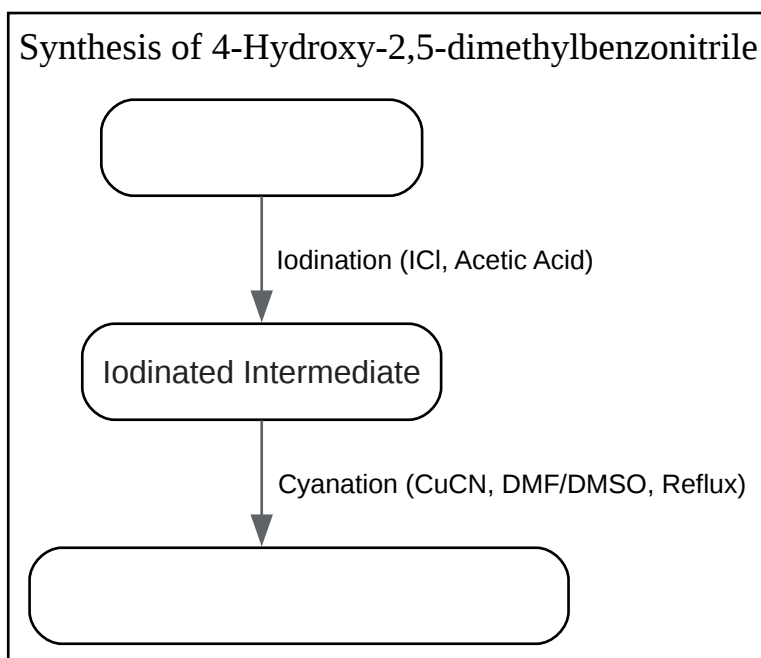 Synthesis of 4-Hydroxy-2,5-dimethylbenzonitrile
Iodination (ICl, Acetic Acid)
Iodinated Intermediate
Cyanation (CuCN, DMF/DMSO, Reflux)